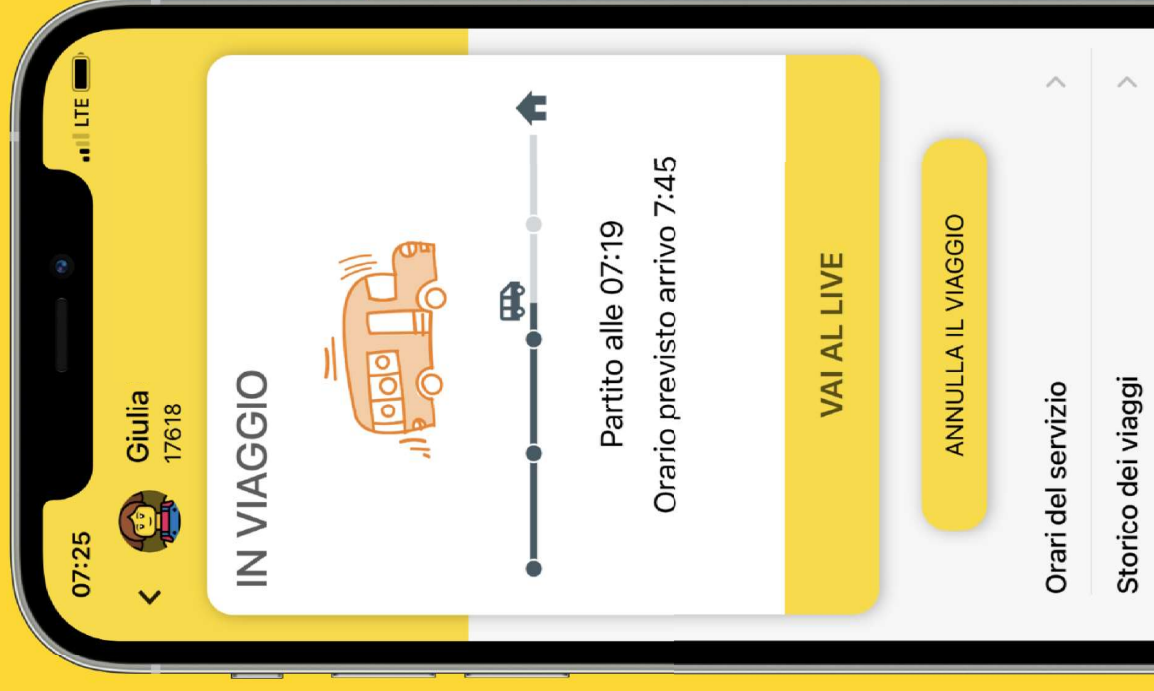 07:25
LTE
Giulia
17618
IN VIAGGIO
Partito alle 07:19
Orario previsto arrivo 7:45
VAI AL LIVE
ANNULLA IL VIAGGIO
Orari del servizio
Storico dei viaggi